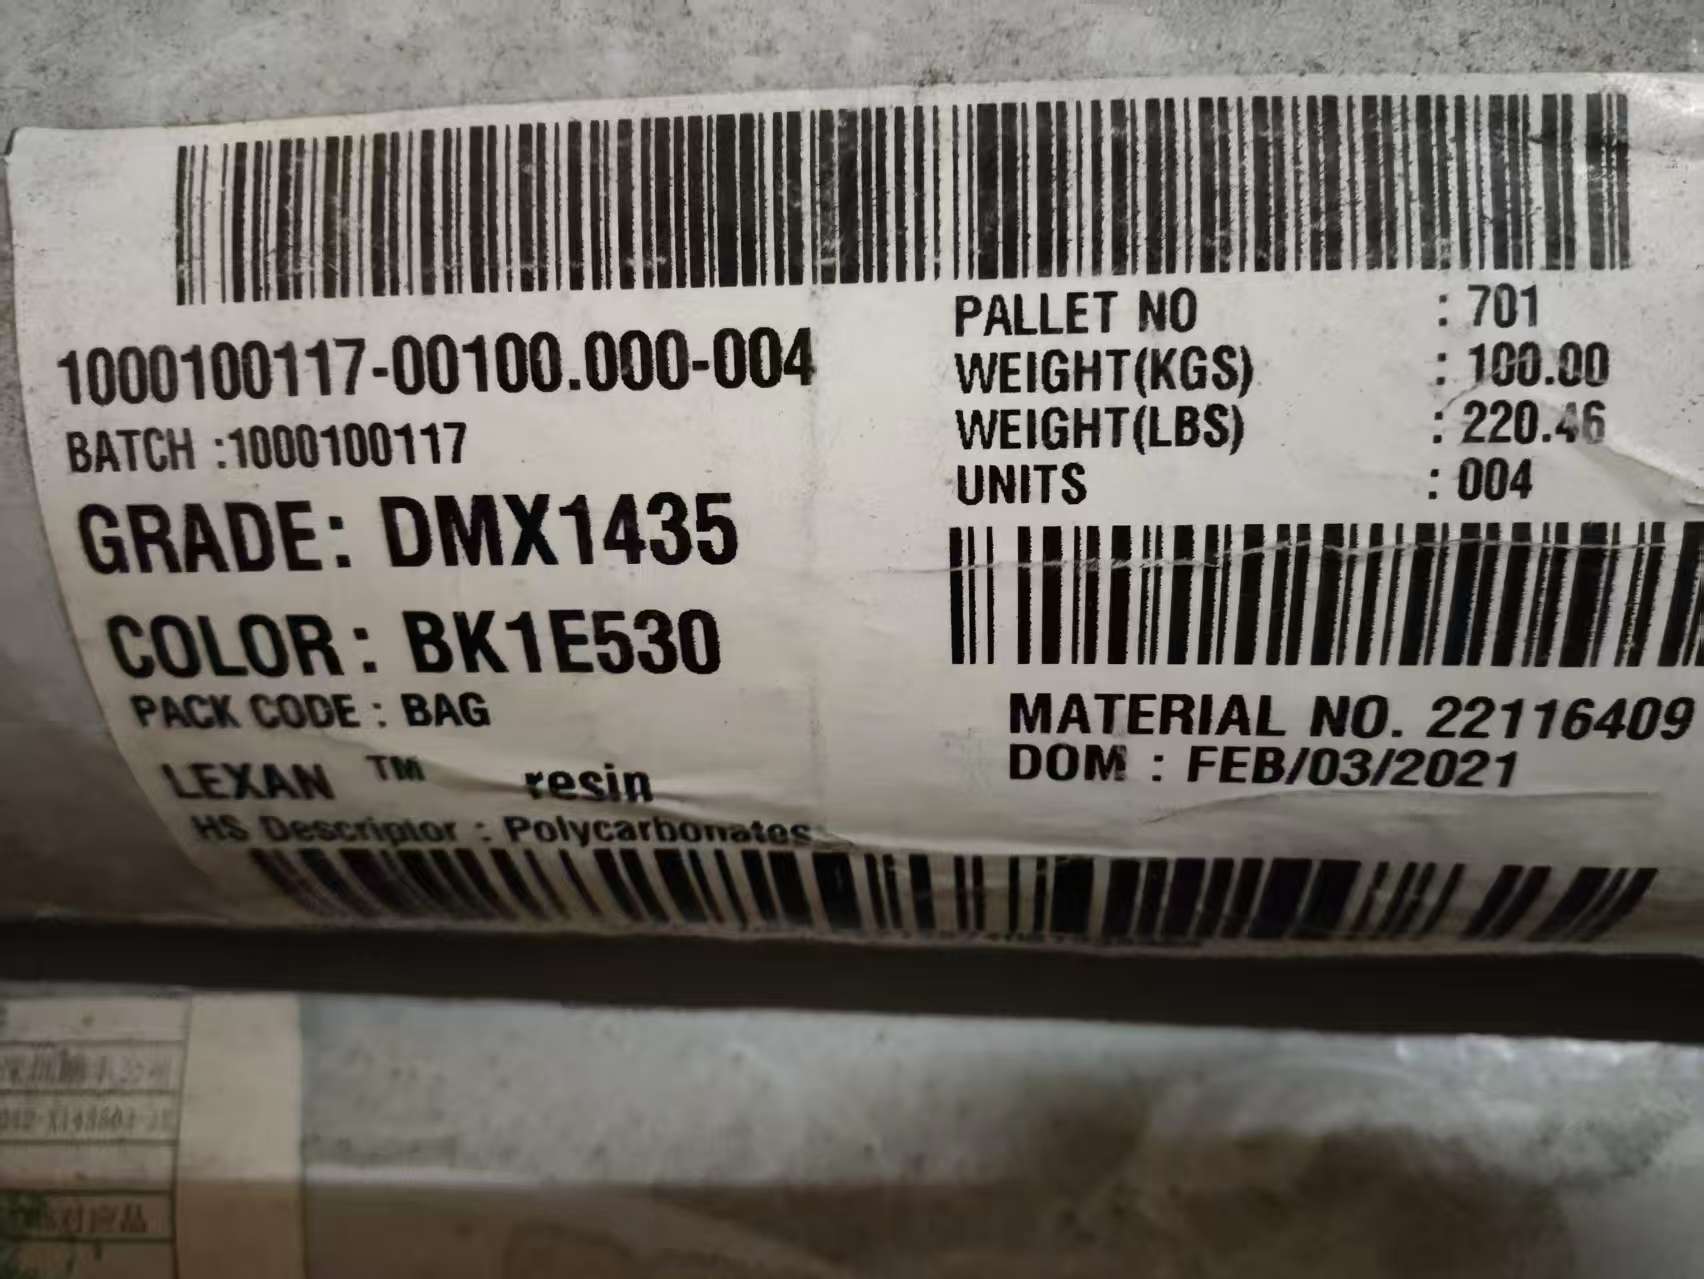 1000100117-00100.000-004
BATCH :1000100117
GRADE: DMX1435
COLOR: BK1E530
PACK CODE : BAG
LEXAN ™ resin
HS Descriptor : Polycarbonates
PALLET NO : 701
WEIGHT(KGS) : 100.00
WEIGHT(LBS) : 220.46
UNITS : 004
MATERIAL NO. 22116409
DOM : FEB/03/2021